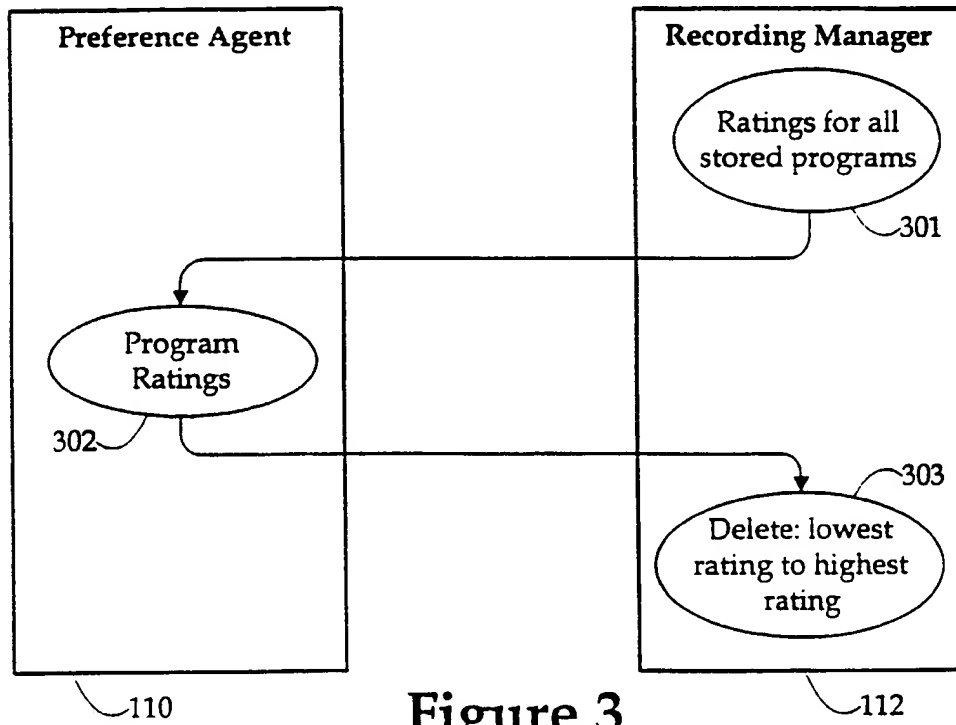 Preference Agent
Recording Manager
Ratings for all
stored programs
301
Program
Ratings
302
303
Delete: lowest
rating to highest
rating
110
112
Figure 3